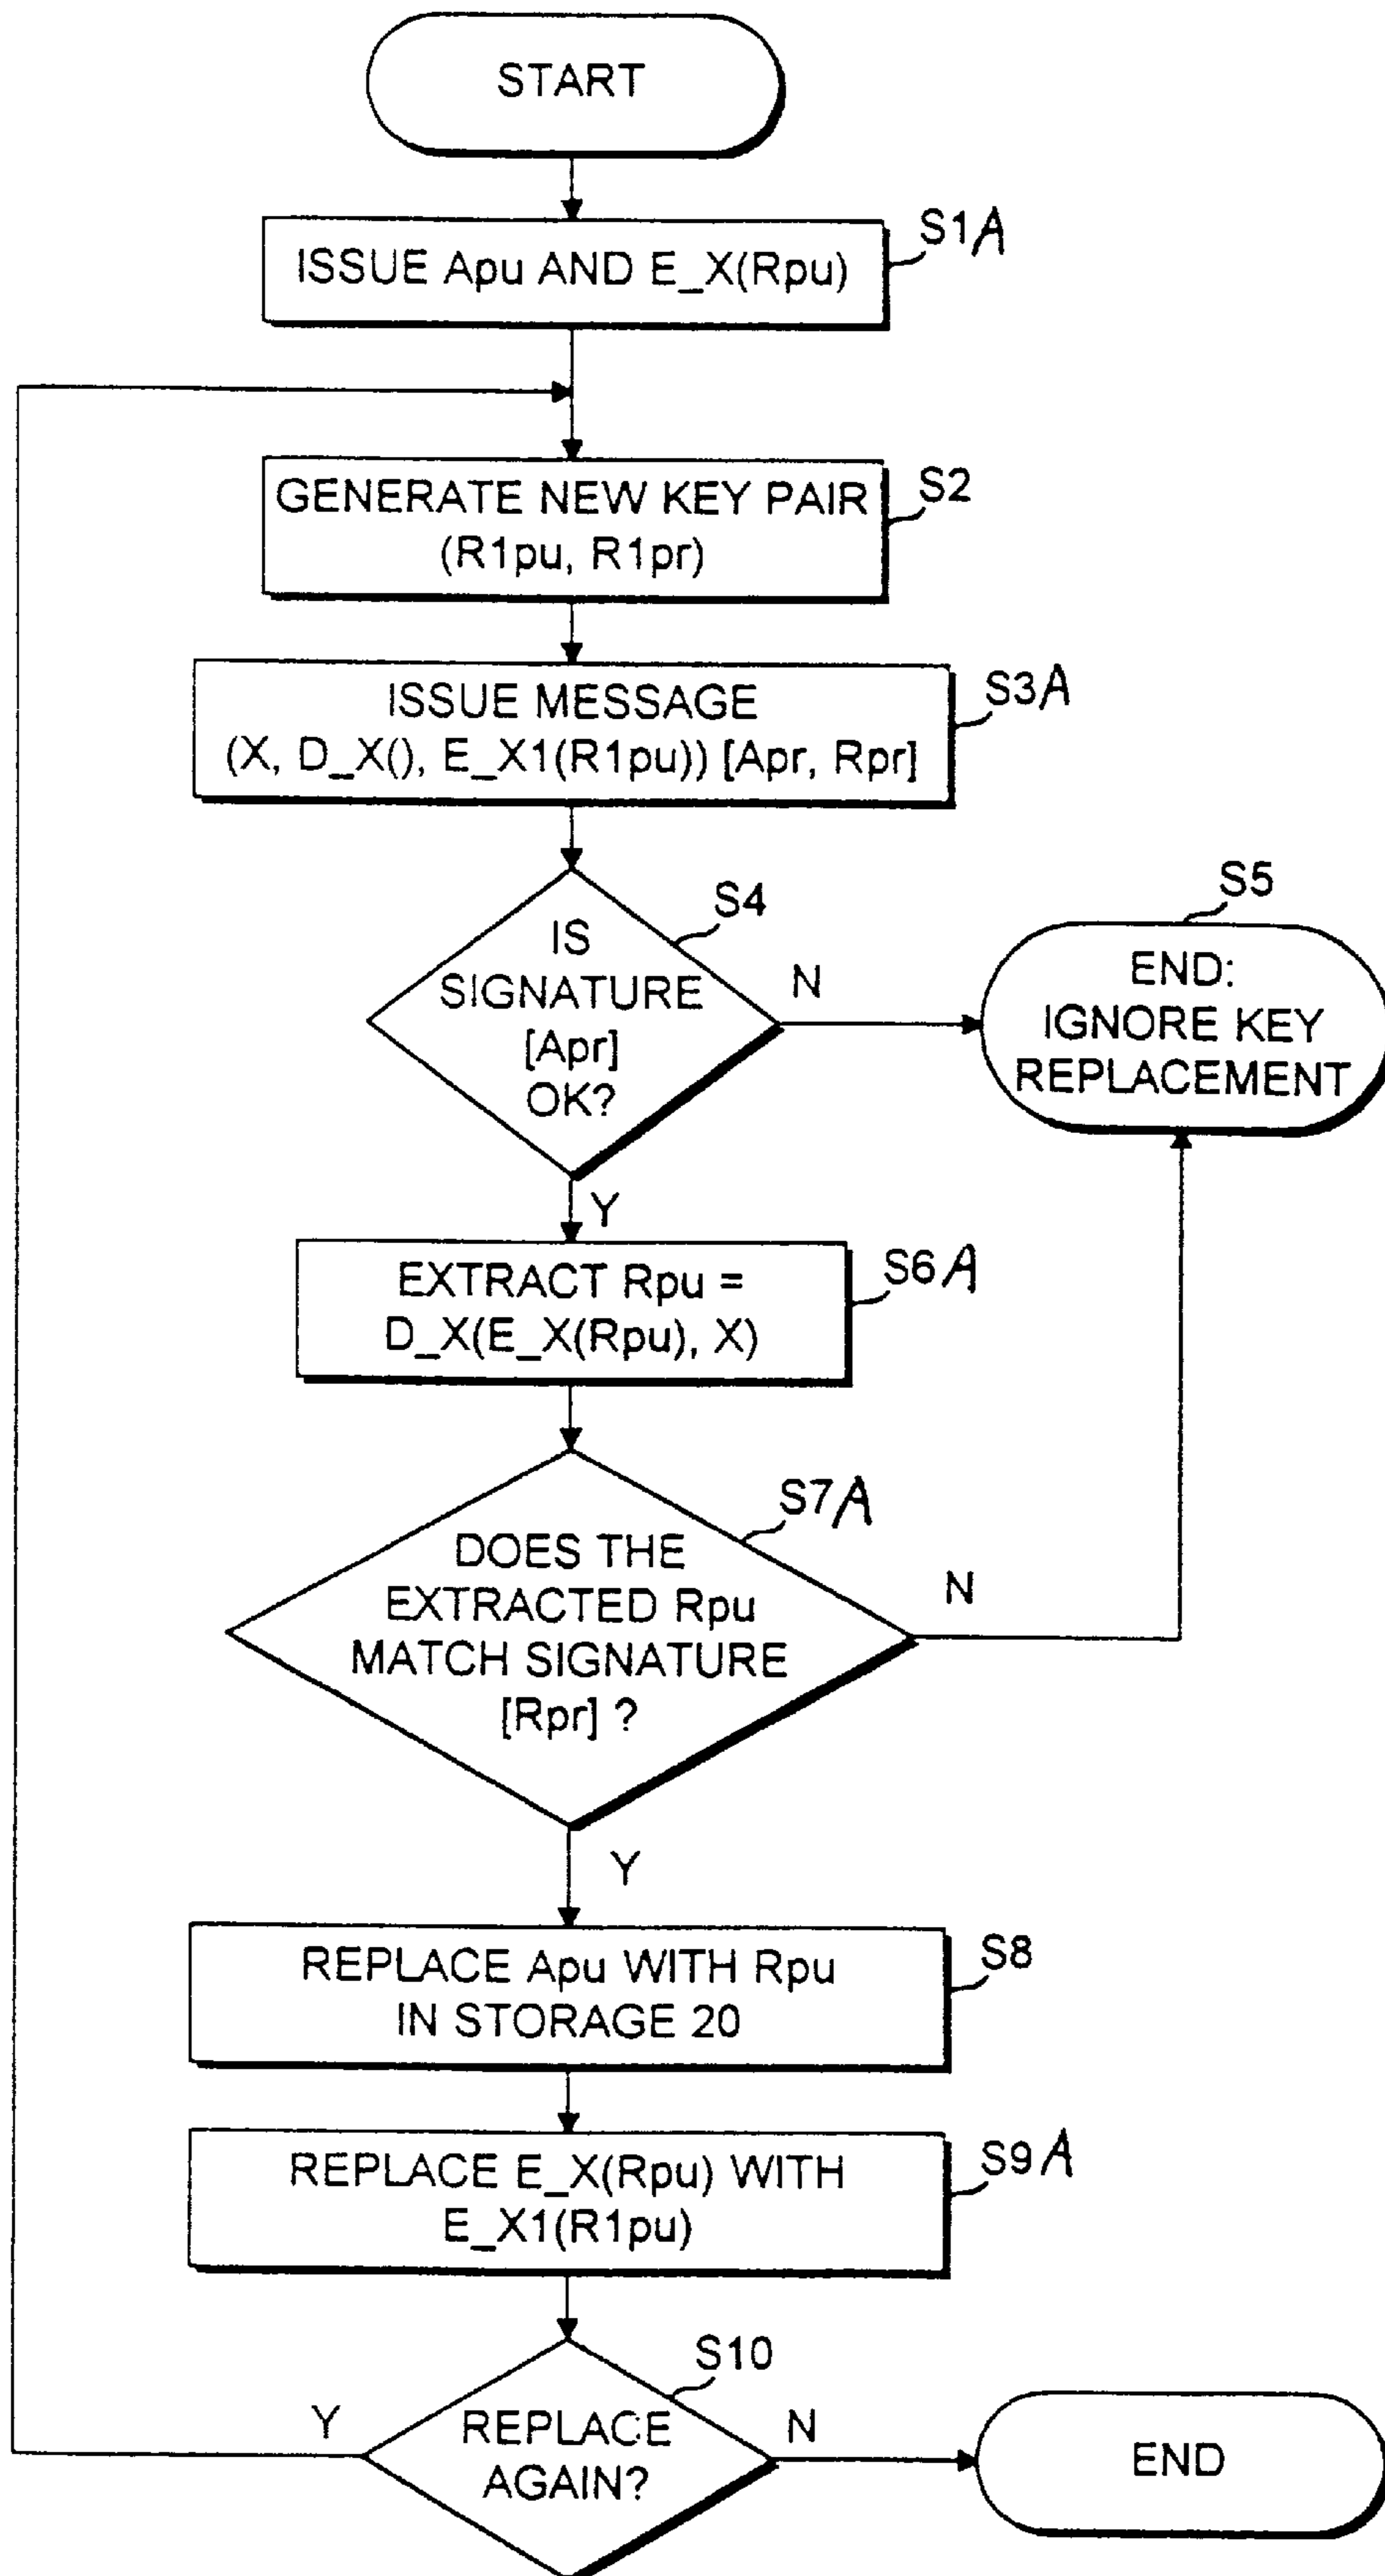 START
S1A
ISSUE Apu AND E_X(Rpu)
S2
GENERATE NEW KEY PAIR
(R1pu, R1pr)
S3A
ISSUE MESSAGE
(X, D_X(), E_X1(R1pu)) [Apr, Rpr]
S4
IS
SIGNATURE
[Apr]
OK?
N
S5
END:
IGNORE KEY
REPLACEMENT
Y
S6A
EXTRACT Rpu =
D_X(E_X(Rpu), X)
S7A
DOES THE
EXTRACTED Rpu
MATCH SIGNATURE
[Rpr] ?
N
Y
S8
REPLACE Apu WITH Rpu
IN STORAGE 20
S9A
REPLACE E_X(Rpu) WITH
E_X1(R1pu)
S10
Y
REPLACE
AGAIN?
N
END